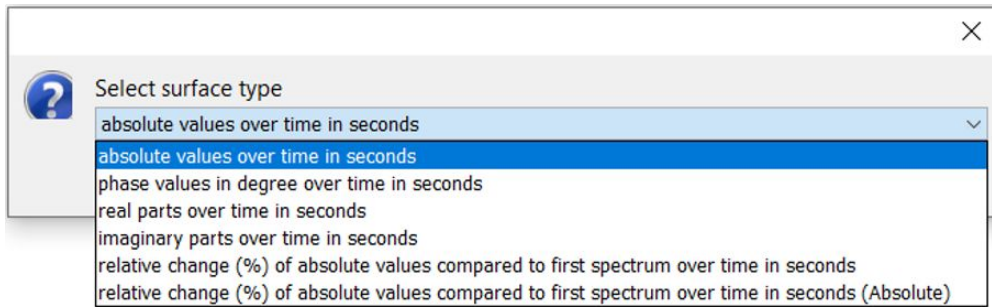 Select surface type
absolute values over time in seconds
absolute values over time in seconds
phase values in degree over time in seconds
real parts over time in seconds
imaginary parts over time in seconds
relative change (%) of absolute values compared to first spectrum over time in seconds
relative change (%) of absolute values compared to first spectrum over time in seconds (Absolute)